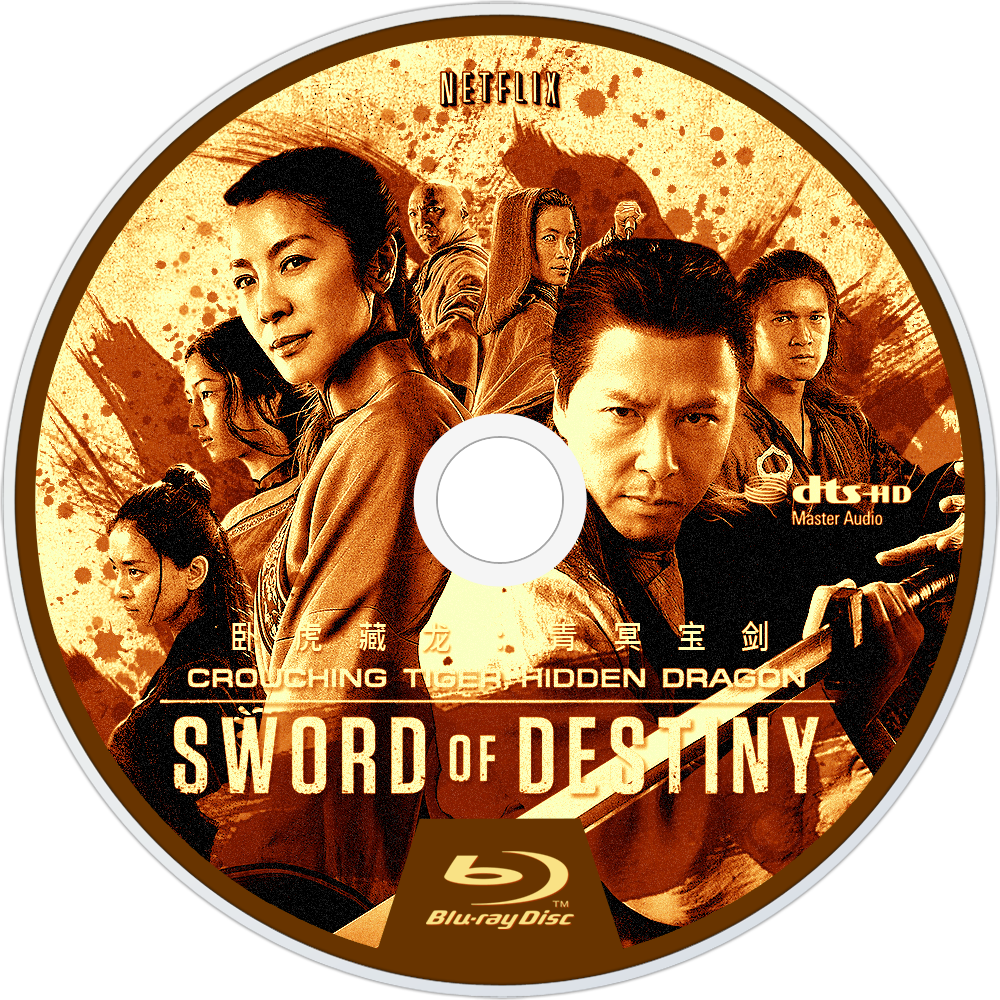 NETFLIX
dts-HD
Master Audio
卧虎藏龙:青冥宝剑
CROUCHING TIGER HIDDEN DRAGON
SWORD OF DESTINY
Blu-ray Disc™